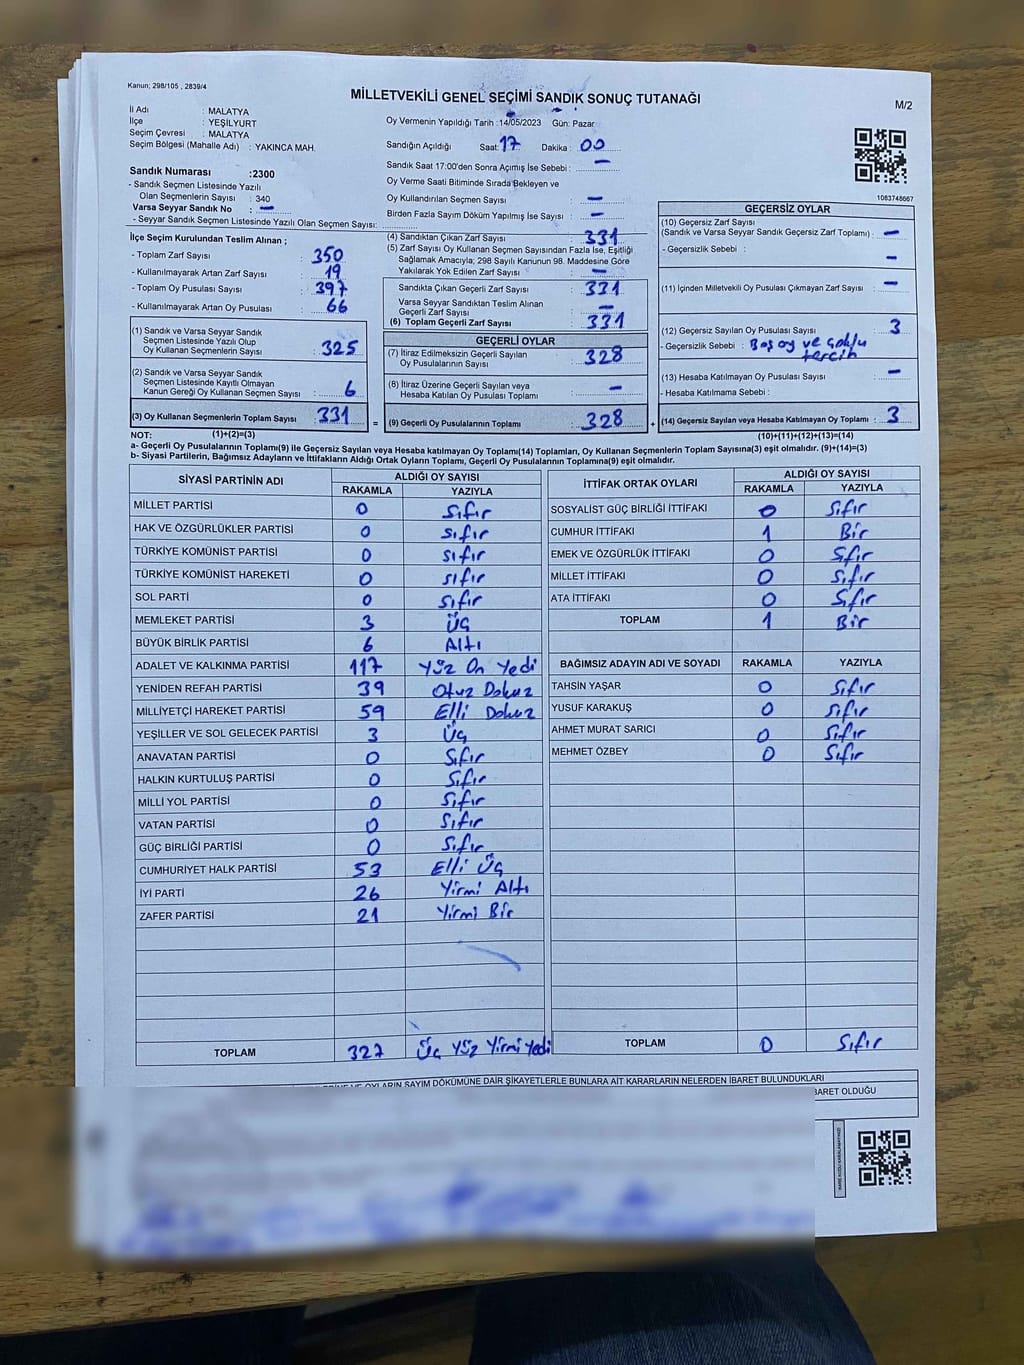 Kanun; 298/105 , 2839/4
MİLLETVEKİLİ GENEL SEÇİMİ SANDIK SONUÇ TUTANAĞI
M/2
İl Adı : MALATYA
İlçe : YEŞİLYURT
Seçim Çevresi : MALATYA
Seçim Bölgesi (Mahalle Adı) : YAKINCA MAH.
Sandık Numarası :2300
- Sandık Seçmen Listesinde Yazılı
Olan Seçmenlerin Sayısı : 340
Varsa Seyyar Sandık No : –
- Seyyar Sandık Seçmen Listesinde Yazılı Olan Seçmen Sayısı:
Oy Vermenin Yapıldığı Tarih :14/05/2023 Gün: Pazar
Sandığın Açıldığı Saat: 17 Dakika : 00
Sandık Saat 17:00'den Sonra Açımış İse Sebebi : –
Oy Verme Saati Bitiminde Sırada Bekleyen ve
Oy Kullandırılan Seçmen Sayısı : –
Birden Fazla Sayım Döküm Yapılmış İse Sayısı : –
1083748667
İlçe Seçim Kurulundan Teslim Alınan ;
- Toplam Zarf Sayısı : 350
- Kullanılmayarak Artan Zarf Sayısı : 19
- Toplam Oy Pusulası Sayısı : 397
- Kullanılmayarak Artan Oy Pusulası : 66
(1) Sandık ve Varsa Seyyar Sandık
Seçmen Listesinde Yazılı Olup
Oy Kullanan Seçmenlerin Sayısı : 325
(2) Sandık ve Varsa Seyyar Sandık
Seçmen Listesinde Kayıtlı Olmayan
Kanun Gereği Oy Kullanan Seçmen Sayısı : 6
(3) Oy Kullanan Seçmenlerin Toplam Sayısı : 331
(4) Sandıktan Çıkan Zarf Sayısı : 331
(5) Zarf Sayısı Oy Kullanan Seçmen Sayısından Fazla İse, Eşitliği
Sağlamak Amacıyla; 298 Sayılı Kanunun 98. Maddesine Göre
Yakılarak Yok Edilen Zarf Sayısı : –
Sandıkta Çıkan Geçerli Zarf Sayısı : 331
Varsa Seyyar Sandıktan Teslim Alınan
Geçerli Zarf Sayısı : –
(6) Toplam Geçerli Zarf Sayısı : 331
GEÇERLİ OYLAR
(7) İtiraz Edilmeksizin Geçerli Sayılan
Oy Pusulalarının Sayısı : 328
(8) İtiraz Üzerine Geçerli Sayılan veya
Hesaba Katılan Oy Pusulaları Toplamı : –
= (9) Geçerli Oy Pusulalarının Toplamı : 328 +
GEÇERSİZ OYLAR
(10) Geçersiz Zarf Sayısı
(Sandık ve Varsa Seyyar Sandık Geçersiz Zarf Toplamı) : –
- Geçersizlik Sebebi : –
(11) İçinden Milletvekili Oy Pusulası Çıkmayan Zarf Sayısı : –
(12) Geçersiz Sayılan Oy Pusulası Sayısı : 3
- Geçersizlik Sebebi : Boş oy ve çoklu
tercih
(13) Hesaba Katılmayan Oy Pusulası Sayısı : –
- Hesaba Katılmama Sebebi :
(14) Geçersiz Sayılan veya Hesaba Katılmayan Oy Toplamı : 3
NOT: (1)+(2)=(3) (10)+(11)+(12)+(13)=(14)
a- Geçerli Oy Pusulalarının Toplamı(9) ile Geçersiz Sayılan veya Hesaba katılmayan Oy Toplamı(14) Toplamları, Oy Kullanan Seçmenlerin Toplam Sayısına(3) eşit olmalıdır. (9)+(14)=(3)
b- Siyasi Partilerin, Bağımsız Adayların ve İttifakların Aldığı Ortak Oyların Toplamı, Geçerli Oy Pusulalarının Toplamına(9) eşit olmalıdır.
SİYASİ PARTİNİN ADI ALDIĞI OY SAYISI
RAKAMLA YAZIYLA
MİLLET PARTİSİ 0 Sıfır
HAK VE ÖZGÜRLÜKLER PARTİSİ 0 sıfır
TÜRKİYE KOMÜNİST PARTİSİ 0 sıfır
TÜRKİYE KOMÜNİST HAREKETİ 0 sıfır
SOL PARTİ 0 Sıfır
MEMLEKET PARTİSİ 3 Üç
BÜYÜK BİRLİK PARTİSİ 6 Altı
ADALET VE KALKINMA PARTİSİ 117 Yüz On Yedi
YENİDEN REFAH PARTİSİ 39 Otuz Dokuz
MİLLİYETÇİ HAREKET PARTİSİ 59 Elli Dokuz
YEŞİLLER VE SOL GELECEK PARTİSİ 3 Üç
ANAVATAN PARTİSİ 0 Sıfır
HALKIN KURTULUŞ PARTİSİ 0 Sıfır
MİLLİ YOL PARTİSİ 0 Sıfır
VATAN PARTİSİ 0 Sıfır
GÜÇ BİRLİĞİ PARTİSİ 0 Sıfır
CUMHURİYET HALK PARTİSİ 53 Elli Üç
İYİ PARTİ 26 Yirmi Altı
ZAFER PARTİSİ 21 Yirmi Bir
TOPLAM 327 Üç Yüz Yirmi Yedi
İTTİFAK ORTAK OYLARI ALDIĞI OY SAYISI
RAKAMLA YAZIYLA
SOSYALİST GÜÇ BİRLİĞİ İTTİFAKI 0 Sıfır
CUMHUR İTTİFAKI 1 Bir
EMEK VE ÖZGÜRLÜK İTTİFAKI 0 Sıfır
MİLLET İTTİFAKI 0 Sıfır
ATA İTTİFAKI 0 Sıfır
TOPLAM 1 Bir
BAĞIMSIZ ADAYIN ADI VE SOYADI RAKAMLA YAZIYLA
TAHSİN YAŞAR 0 Sıfır
YUSUF KARAKUŞ 0 Sıfır
AHMET MURAT SARICI 0 Sıfır
MEHMET ÖZBEY 0 Sıfır
TOPLAM 0 Sıfır
OYLARIN SAYIM DÖKÜMÜNE DAİR ŞİKAYETLERLE BUNLARA AİT KARARLARIN NELERDEN İBARET BULUNDUKLARI
OLDUĞU